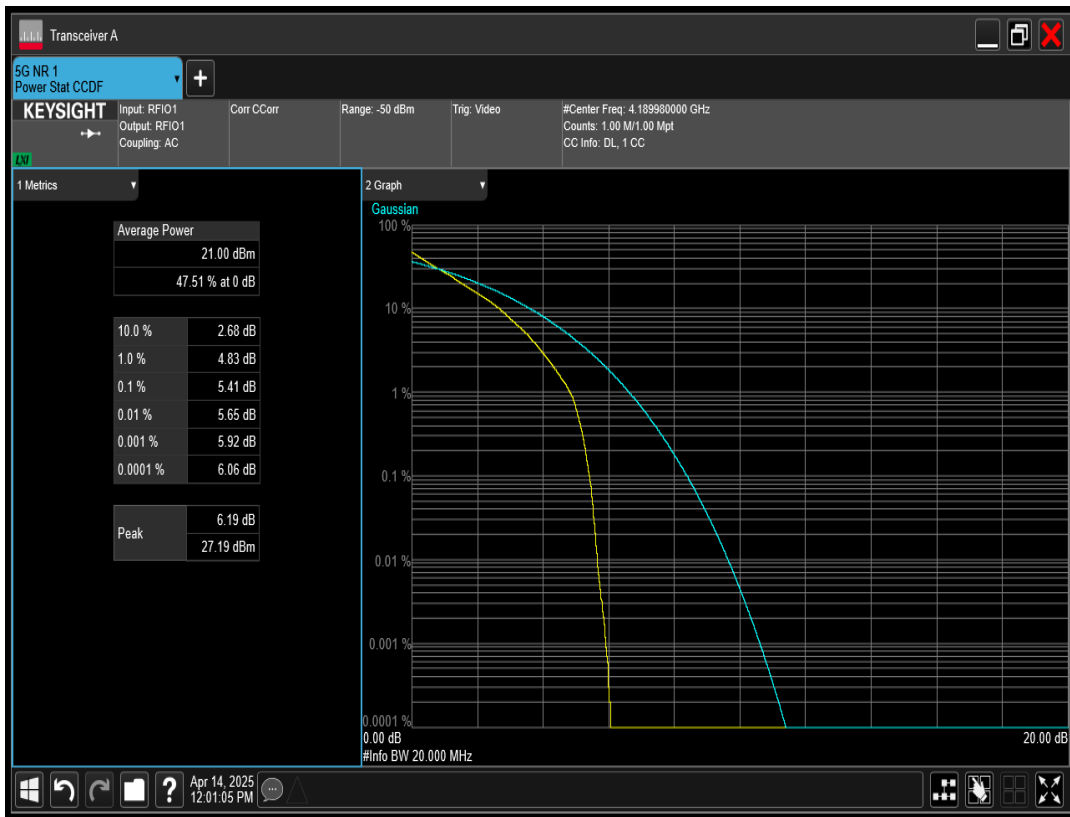 Transceiver A
5G NR 1
Power Stat CCDF
+
KEYSIGHT
LXI
Input: RFIO1
Output: RFIO1
Coupling: AC
Corr CCorr
Range: -50 dBm
Trig: Video
#Center Freq: 4.189980000 GHz
Counts: 1.00 M/1.00 Mpt
CC Info: DL, 1 CC
1 Metrics
Average Power
21.00 dBm
47.51 % at 0 dB
10.0 % 2.68 dB
1.0 % 4.83 dB
0.1 % 5.41 dB
0.01 % 5.65 dB
0.001 % 5.92 dB
0.0001 % 6.06 dB
Peak 6.19 dB
27.19 dBm
2 Graph
Gaussian
100 %
10 %
1 %
0.1 %
0.01 %
0.001 %
0.0001 %
0.00 dB 20.00 dB
#Info BW 20.000 MHz
? Apr 14, 2025
12:01:05 PM